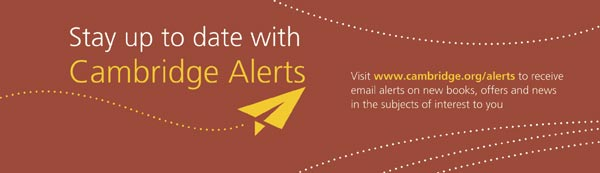 Stay up to date with
Cambridge Alerts
Visit www.cambridge.org/alerts to receive
email alerts on new books, offers and news
in the subjects of interest to you